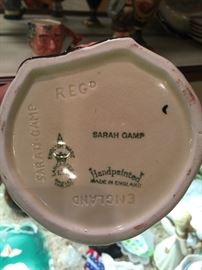 REGD
SARAH GAMP
SARAH GAMP
Handpainted
MADE IN ENGLAND
ENGLAND